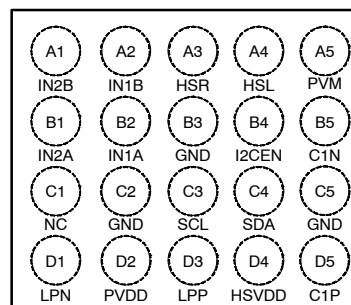 A1 A2 A3 A4 A5
IN2B IN1B HSR HSL PVM
B1 B2 B3 B4 B5
IN2A IN1A GND I2CEN C1N
C1 C2 C3 C4 C5
NC GND SCL SDA GND
D1 D2 D3 D4 D5
LPN PVDD LPP HSVDD C1P